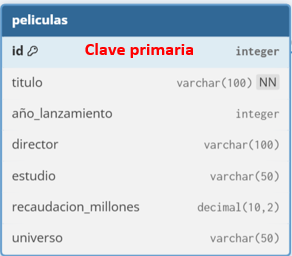 peliculas
id Clave primaria integer
titulo varchar(100) NN
año_lanzamiento integer
director varchar(100)
estudio varchar(50)
recaudacion_millones decimal(10,2)
universo varchar(50)